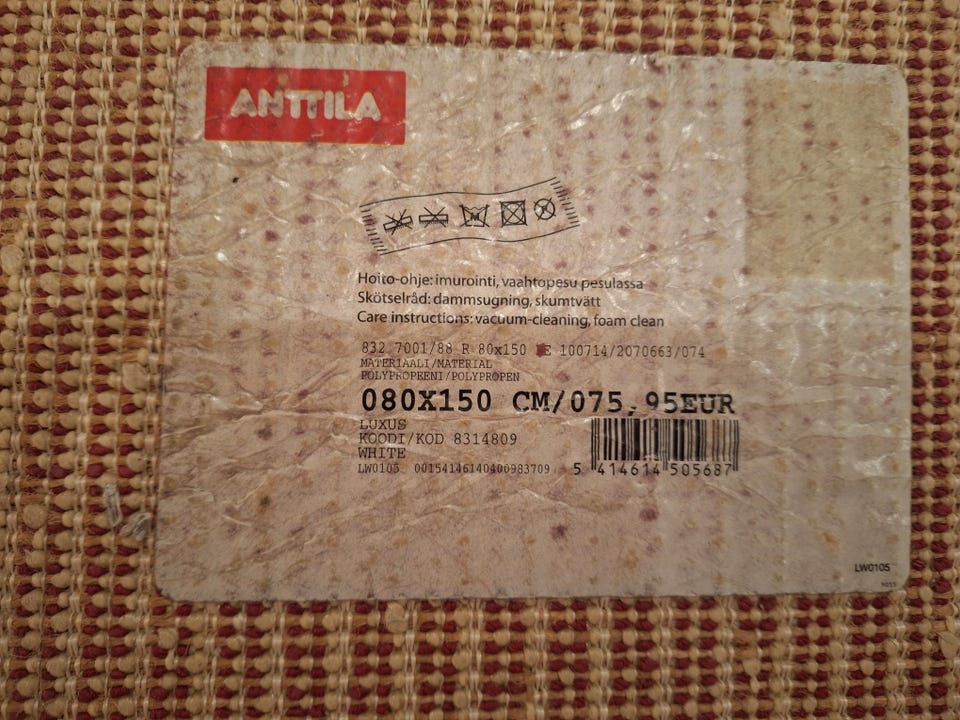 ANTTILA
Hoito-ohje: imurointi, vaahtopesu pesulassa
Skötselråd: dammsugning, skumtvätt
Care instructions: vacuum-cleaning, foam clean
832 7001/88 R 80x150 E 100714/2070663/074
MATERIAALI/MATERIAL
POLYPROPEENI/POLYPROPEN
080X150 CM/075,95EUR
LUXUS
KOODI/KOD 8314809
WHITE
LW0105 00154146140400983709
5 414614 505687
LW0105